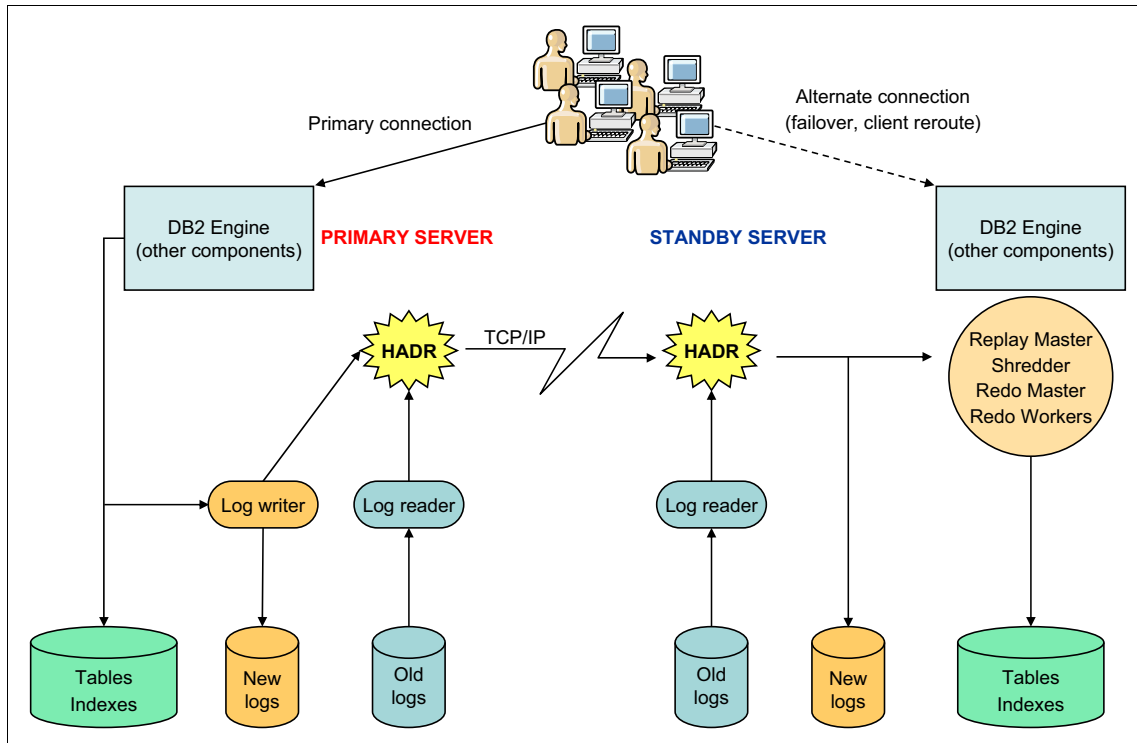 Primary connection
Alternate connection
(failover, client reroute)
DB2 Engine
(other components)
PRIMARY SERVER
STANDBY SERVER
DB2 Engine
(other components)
HADR
TCP/IP
HADR
Replay Master
Shredder
Redo Master
Redo Workers
Log writer
Log reader
Log reader
Tables
Indexes
New
logs
Old
logs
Old
logs
New
logs
Tables
Indexes